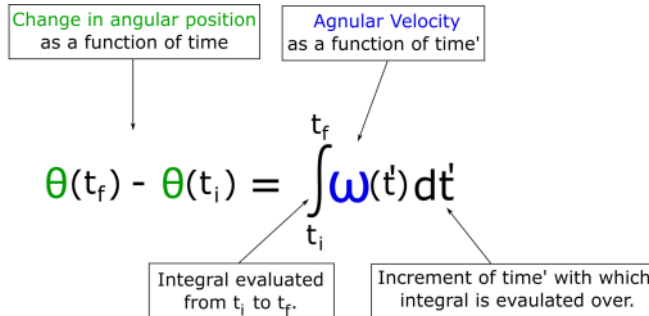 Change in angular position
as a function of time
Agnular Velocity
as a function of time'
θ(t_f) - θ(t_i) = ∫_{t_i}^{t_f} ω(t') dt'
Integral evaluated
from t_i to t_f.
Increment of time' with which
integral is evaulated over.